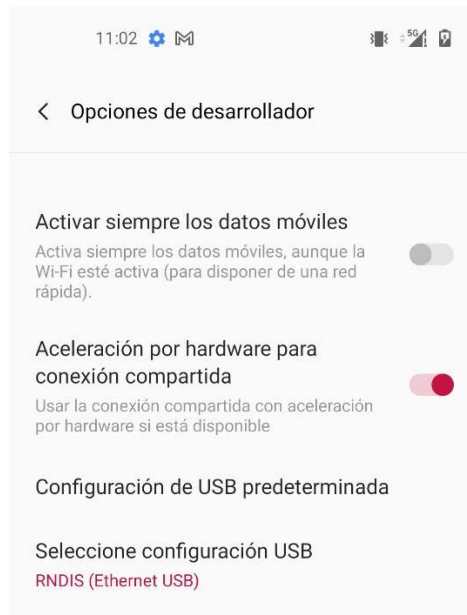 11:02
5G
Opciones de desarrollador
Activar siempre los datos móviles
Activa siempre los datos móviles, aunque la
Wi-Fi esté activa (para disponer de una red
rápida).
Aceleración por hardware para
conexión compartida
Usar la conexión compartida con aceleración
por hardware si está disponible
Configuración de USB predeterminada
Seleccione configuración USB
RNDIS (Ethernet USB)